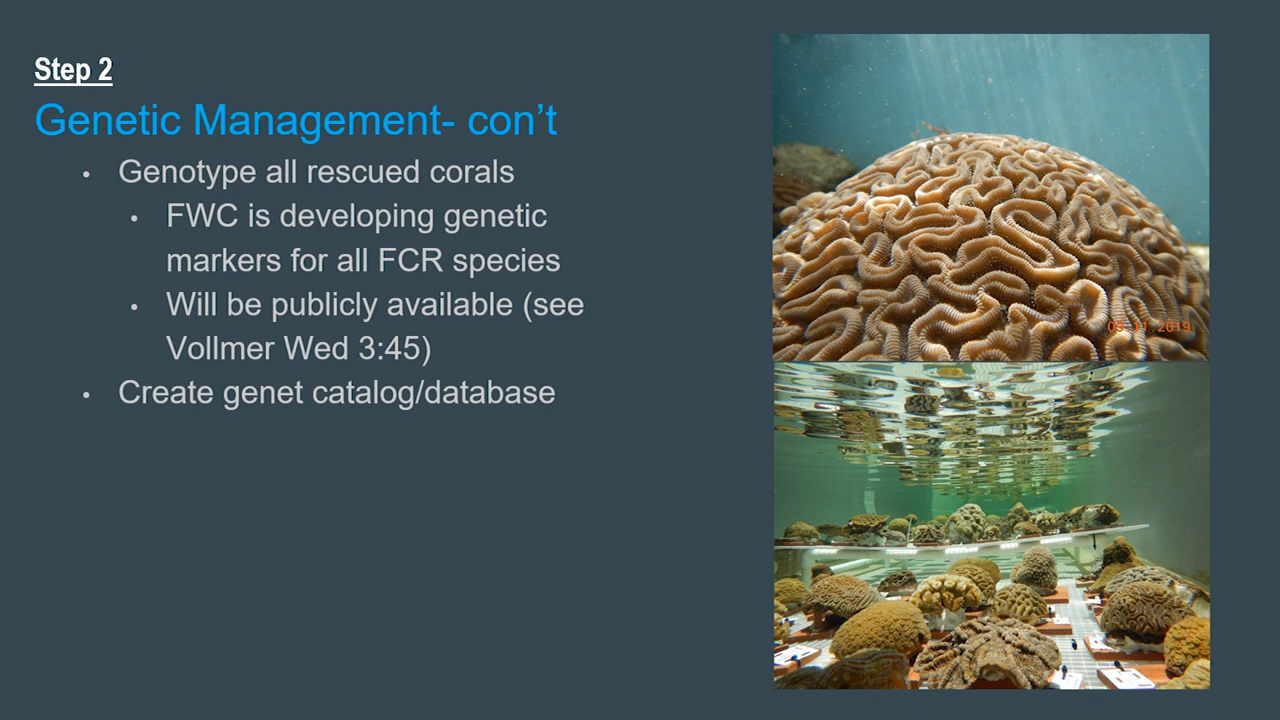 Step 2
Genetic Management- con’t
• Genotype all rescued corals
• FWC is developing genetic
markers for all FCR species
• Will be publicly available (see
Vollmer Wed 3:45)
• Create genet catalog/database